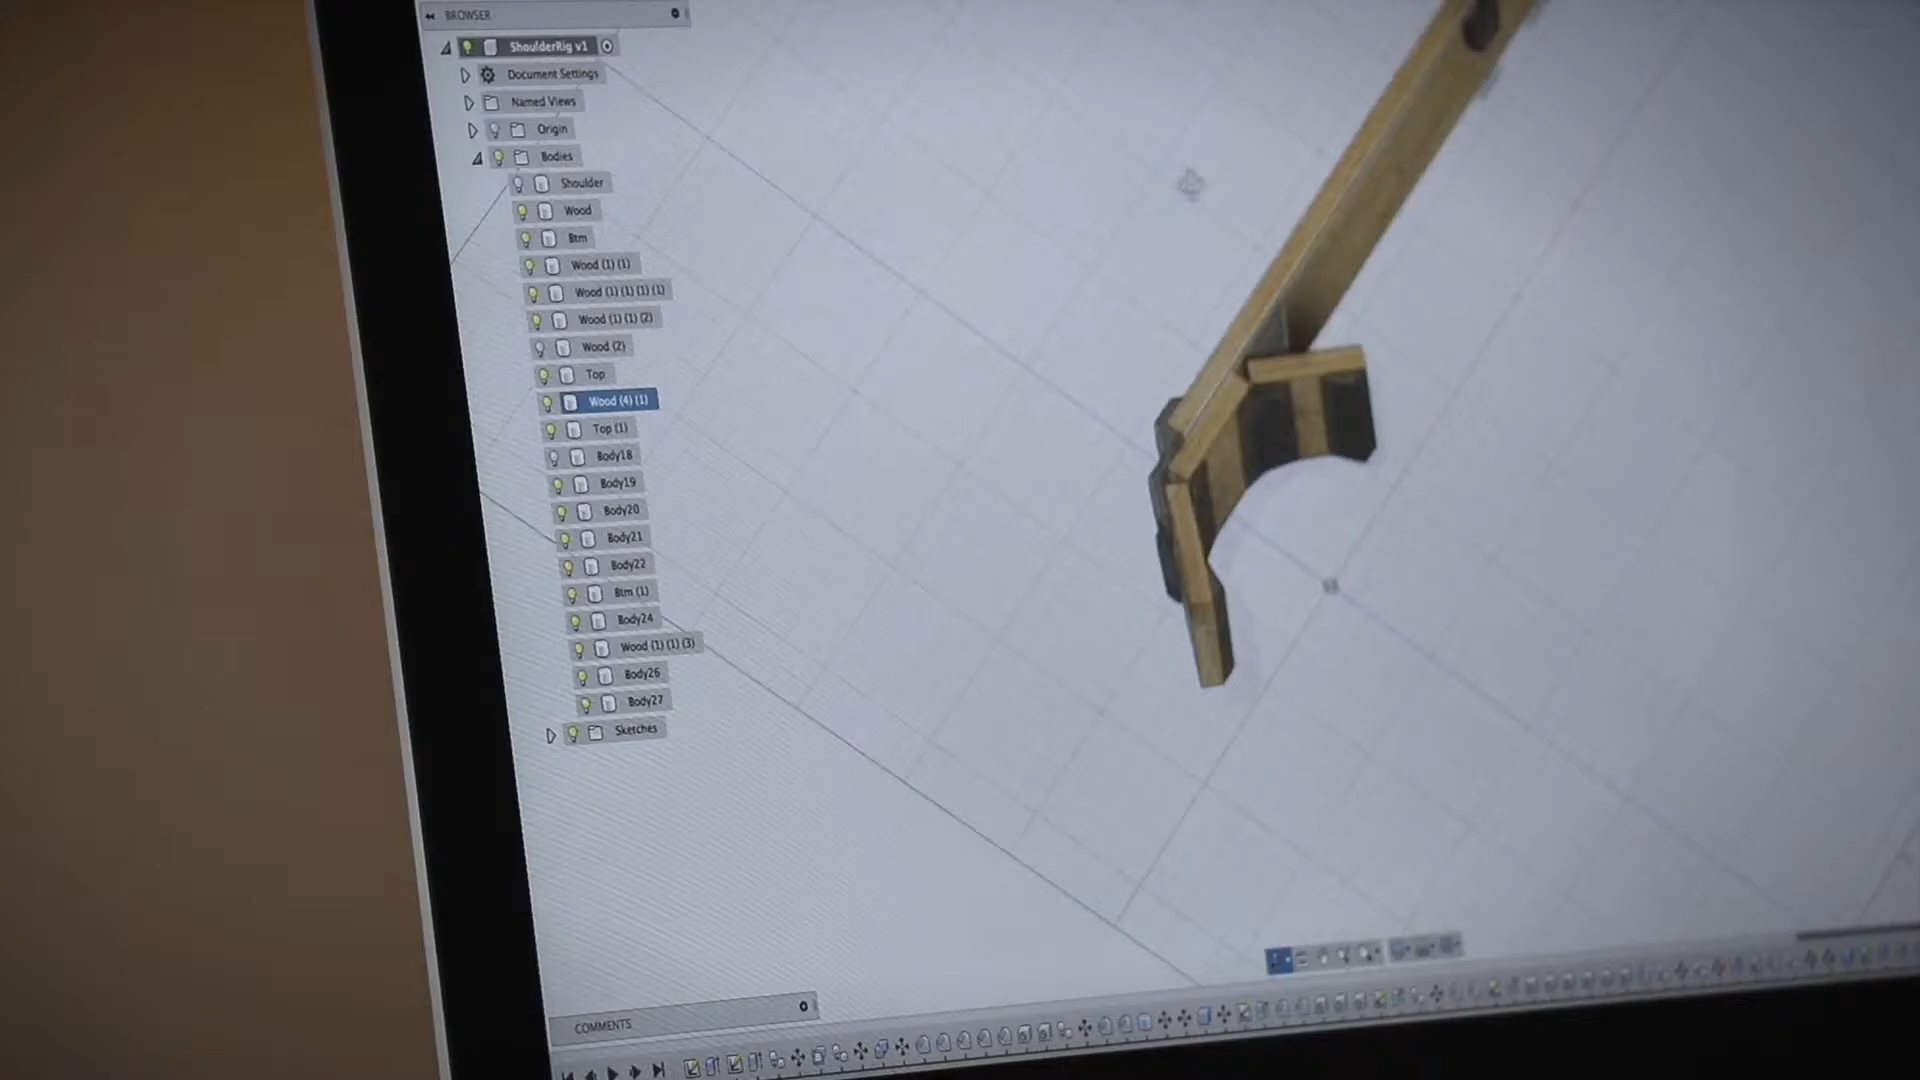 BROWSER
ShoulderRig v1
Document Settings
Named Views
Origin
Bodies
Shoulder
Wood
Btm
Wood (1) (1)
Wood (1) (1) (1) (1)
Wood (1) (1) (2)
Wood (2)
Top
Wood (4) (1)
Top (1)
Body18
Body19
Body20
Body21
Body22
Btm (1)
Body24
Wood (1) (1) (3)
Body26
Body27
Sketches
COMMENTS